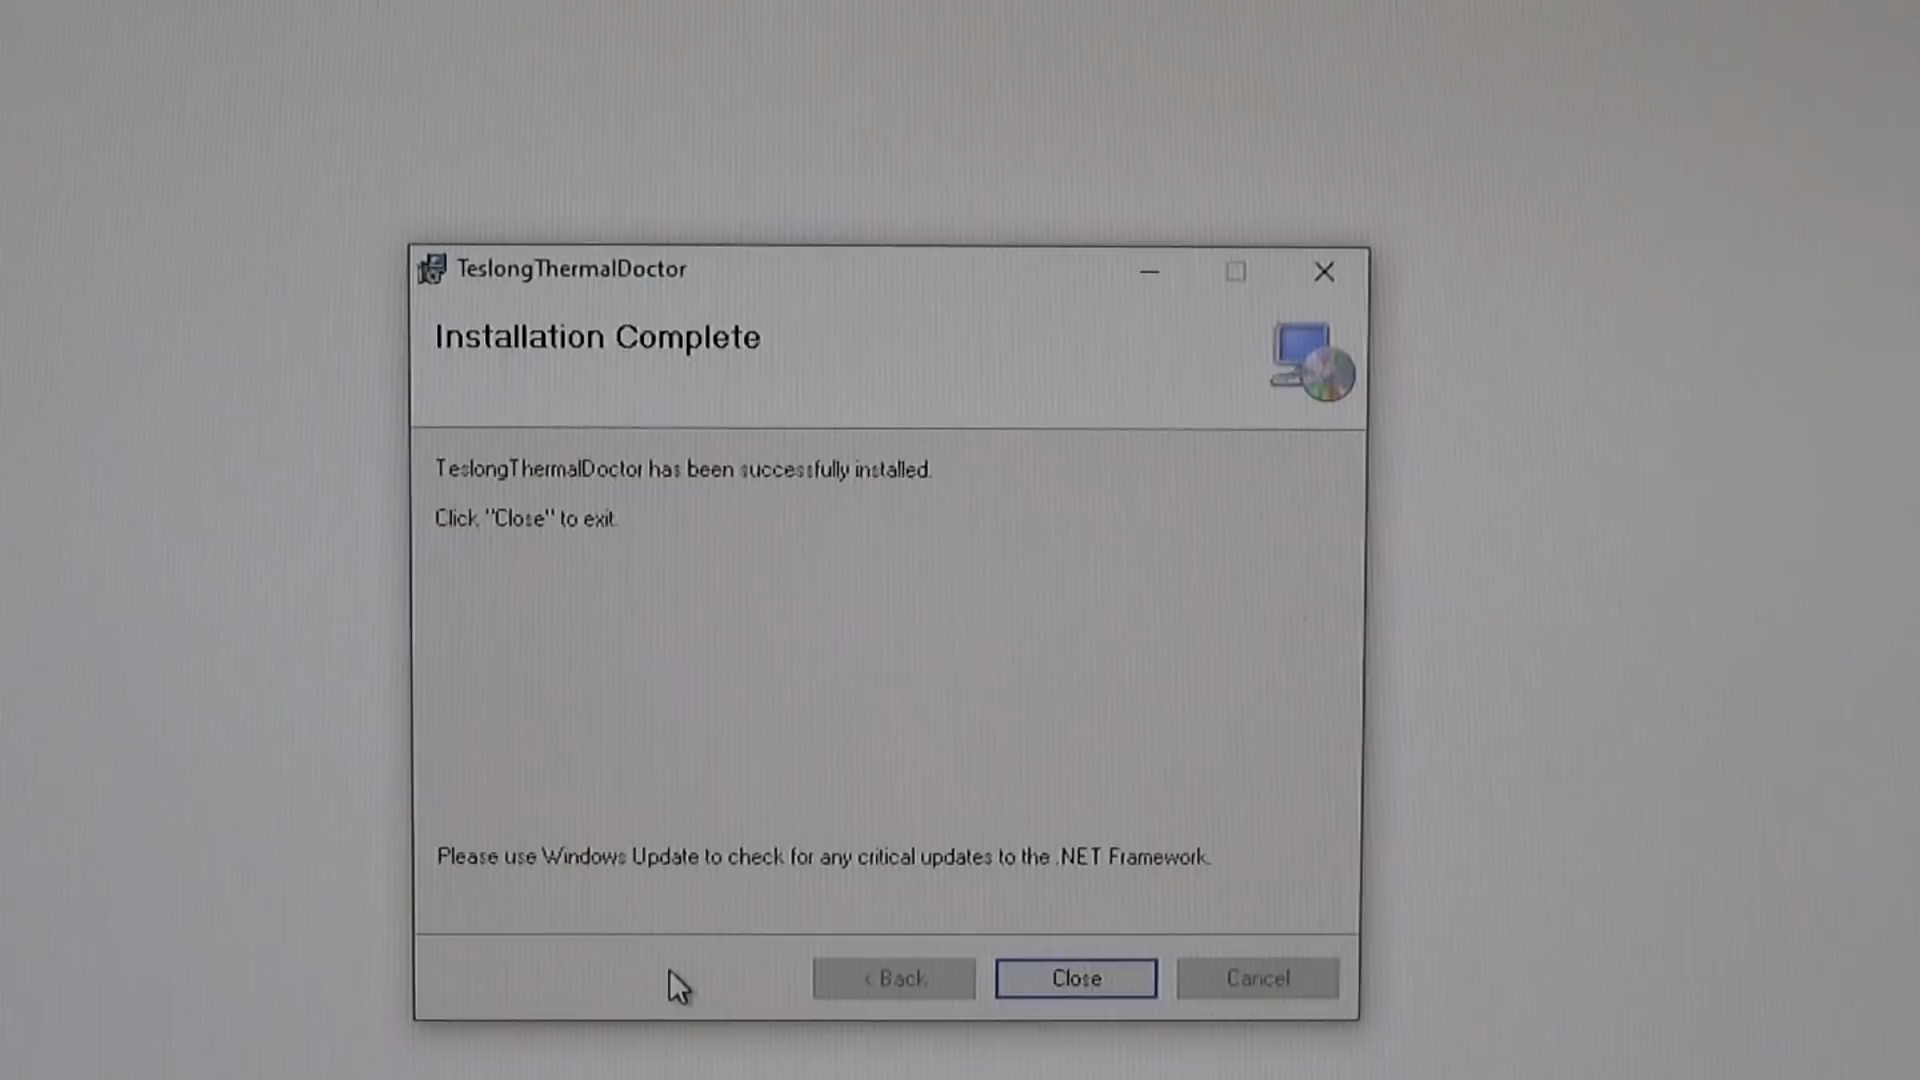 TeslongThermalDoctor
Installation Complete
TeslongThermalDoctor has been successfully installed.
Click "Close" to exit.
Please use Windows Update to check for any critical updates to the .NET Framework.
< Back
Close
Cancel